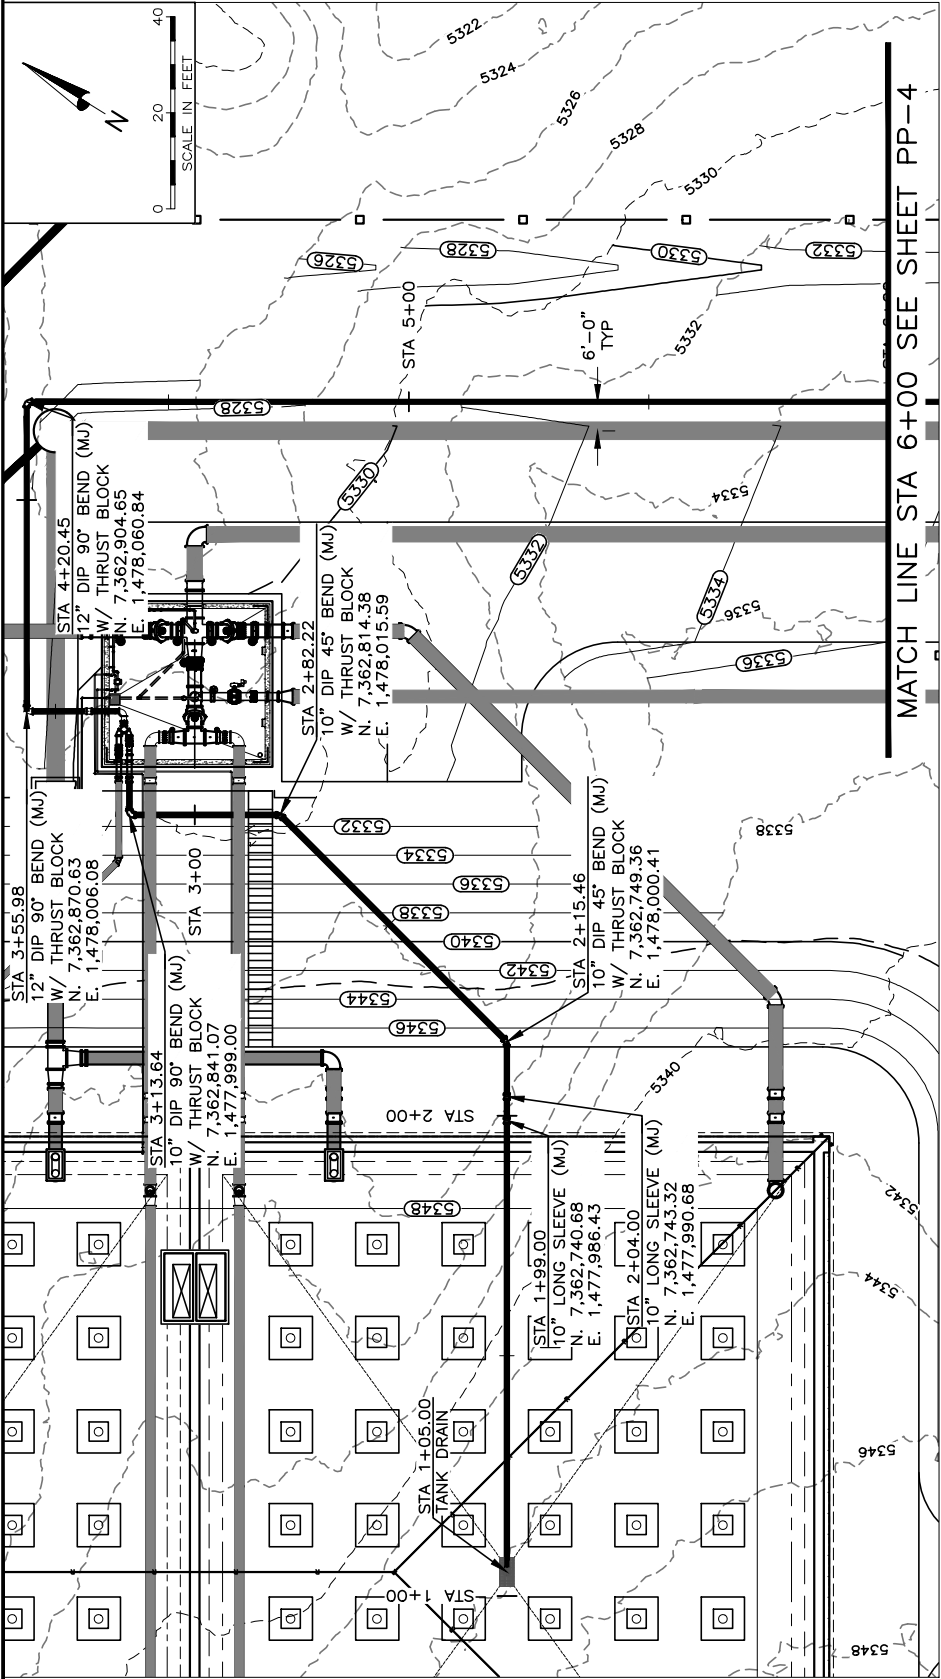 N
0
20
40
SCALE IN FEET
5322
5324
5326
5328
5330
5332
5326
5328
5330
5332
MATCH LINE STA 6+00 SEE SHEET PP-4
STA 5+00
6'-0"
TYP
5328
5330
5332
5334
5334
5336
5336
5338
STA 4+20.45
12" DIP 90° BEND (MJ)
W/ THRUST BLOCK
N. 7,362,904.65
E. 1,478,060.84
STA 2+82.22
10" DIP 45° BEND (MJ)
W/ THRUST BLOCK
N. 7,362,814.38
E. 1,478,015.59
STA 3+55.98
12" DIP 90° BEND (MJ)
W/ THRUST BLOCK
N. 7,362,870.63
E. 1,478,006.08
STA 3+00
5332
5334
5336
5338
5340
5342
5344
5346
5348
STA 2+15.46
10" DIP 45° BEND (MJ)
W/ THRUST BLOCK
N. 7,362,749.36
E. 1,478,000.41
STA 3+13.64
10" DIP 90° BEND (MJ)
W/ THRUST BLOCK
N. 7,362,841.07
E. 1,477,999.00
STA 2+00
5340
STA 1+99.00
10" LONG SLEEVE (MJ)
N. 7,362,740.68
E. 1,477,986.43
STA 2+04.00
10" LONG SLEEVE (MJ)
N. 7,362,743.32
E. 1,477,990.68
STA 1+05.00
TANK DRAIN
STA 1+00
5342
5344
5346
5348